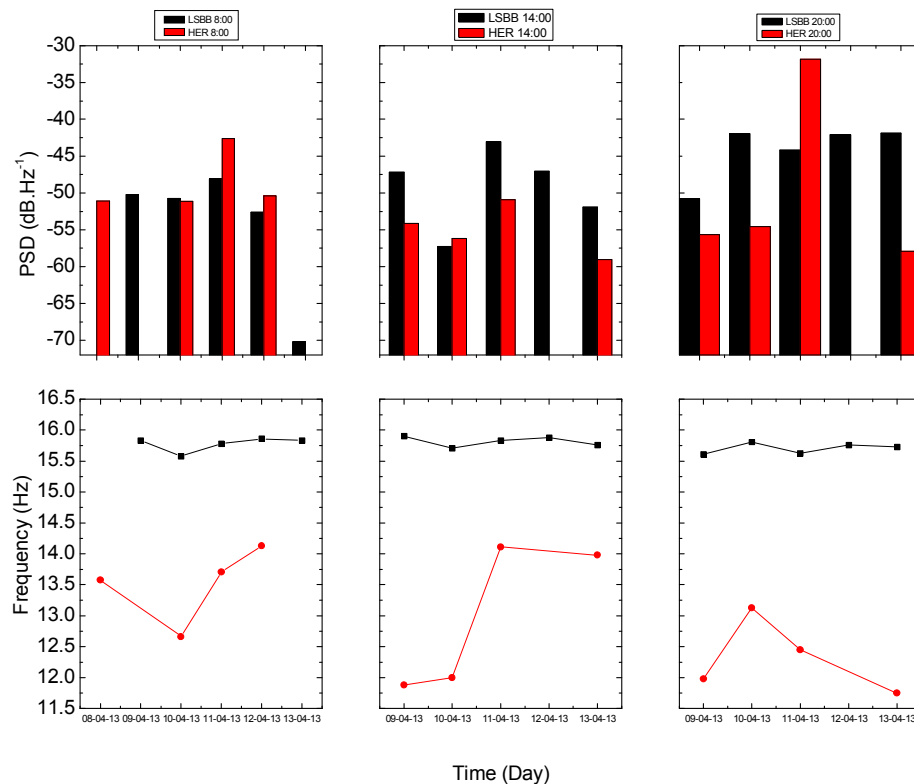 LSBB 8:00
HER 8:00
LSBB 14:00
HER 14:00
LSBB 20:00
HER 20:00
PSD (dB.Hz-1)
-30
-35
-40
-45
-50
-55
-60
-65
-70
Frequency (Hz)
16.5
16.0
15.5
15.0
14.5
14.0
13.5
13.0
12.5
12.0
11.5
08-04-13 09-04-13 10-04-13 11-04-13 12-04-13 13-04-13
09-04-13 10-04-13 11-04-13 12-04-13 13-04-13
09-04-13 10-04-13 11-04-13 12-04-13 13-04-13
Time (Day)